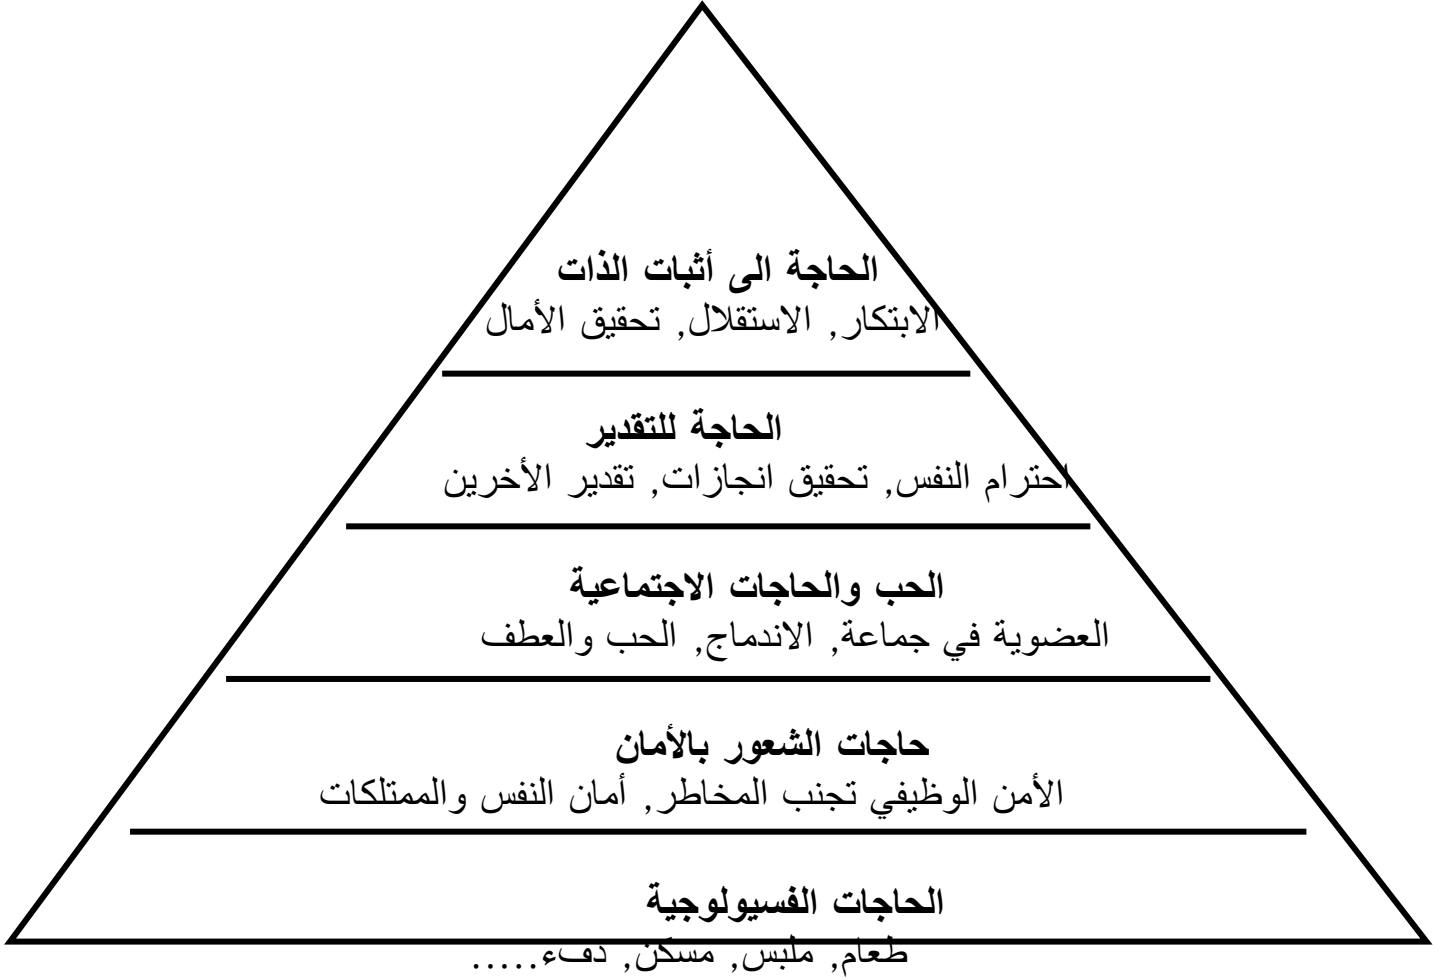 الحاجة الى أثبات الذات
الابتكار, الاستقلال, تحقيق الأمال
الحاجة للتقدير
احترام النفس, تحقيق انجازات, تقدير الأخرين
الحب والحاجات الاجتماعية
العضوية في جماعة, الاندماج, الحب والعطف
حاجات الشعور بالأمان
الأمن الوظيفي تجنب المخاطر, أمان النفس والممتلكات
الحاجات الفسيولوجية
طعام, ملبس, مسكن, دفء.....